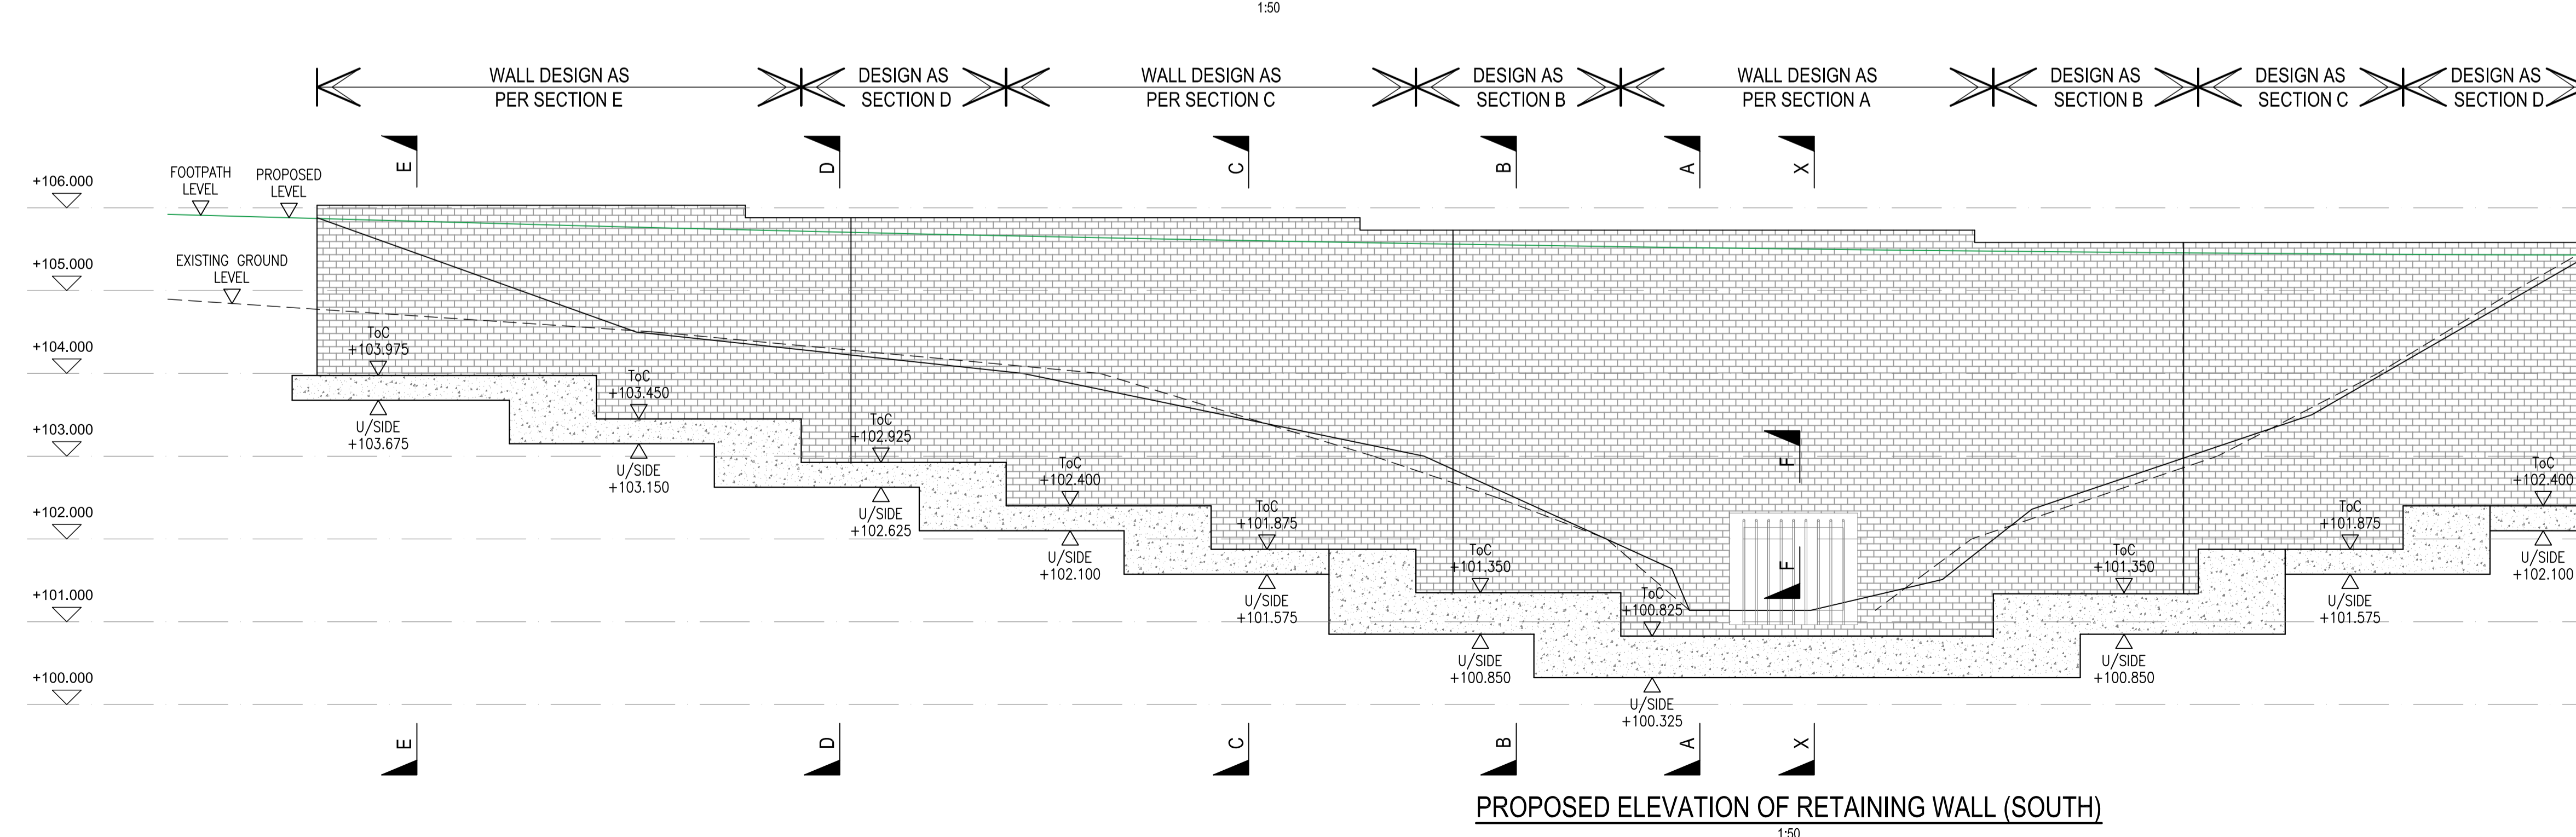 1:50
WALL DESIGN AS
PER SECTION E
DESIGN AS
SECTION D
WALL DESIGN AS
PER SECTION C
DESIGN AS
SECTION B
WALL DESIGN AS
PER SECTION A
DESIGN AS
SECTION B
DESIGN AS
SECTION C
DESIGN AS
SECTION D
E
D
C
B
A
X
+106.000
FOOTPATH
LEVEL
PROPOSED
LEVEL
+105.000
EXISTING GROUND
LEVEL
+104.000
ToC
+103.975
ToC
+103.450
+103.000
U/SIDE
+103.675
ToC
+102.925
U/SIDE
+103.150
ToC
+102.400
F
ToC
+102.400
+102.000
U/SIDE
+102.625
ToC
+101.875
ToC
+101.875
U/SIDE
+102.100
ToC
+101.350
F
ToC
+101.350
U/SIDE
+102.100
+101.000
U/SIDE
+101.575
ToC
+100.825
U/SIDE
+101.575
+100.000
U/SIDE
+100.850
U/SIDE
+100.850
U/SIDE
+100.325
E
D
C
B
A
X
PROPOSED ELEVATION OF RETAINING WALL (SOUTH)
1:50